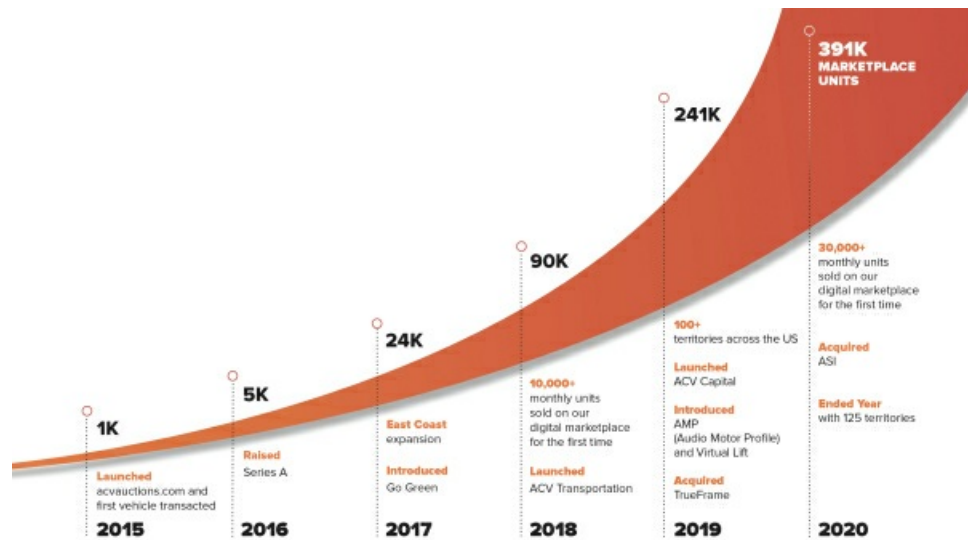 1K
Launched
acvauctions.com and
first vehicle transacted
2015
5K
Raised
Series A
2016
24K
East Coast
expansion
Introduced
Go Green
2017
90K
10,000+
monthly units
sold on our
digital marketplace
for the first time
Launched
ACV Transportation
2018
241K
100+
territories across the US
Launched
ACV Capital
Introduced
AMP
(Audio Motor Profile)
and Virtual Lift
Acquired
TrueFrame
2019
391K
MARKETPLACE
UNITS
30,000+
monthly units
sold on our
digital marketplace
for the first time
Acquired
ASI
Ended Year
with 125 territories
2020